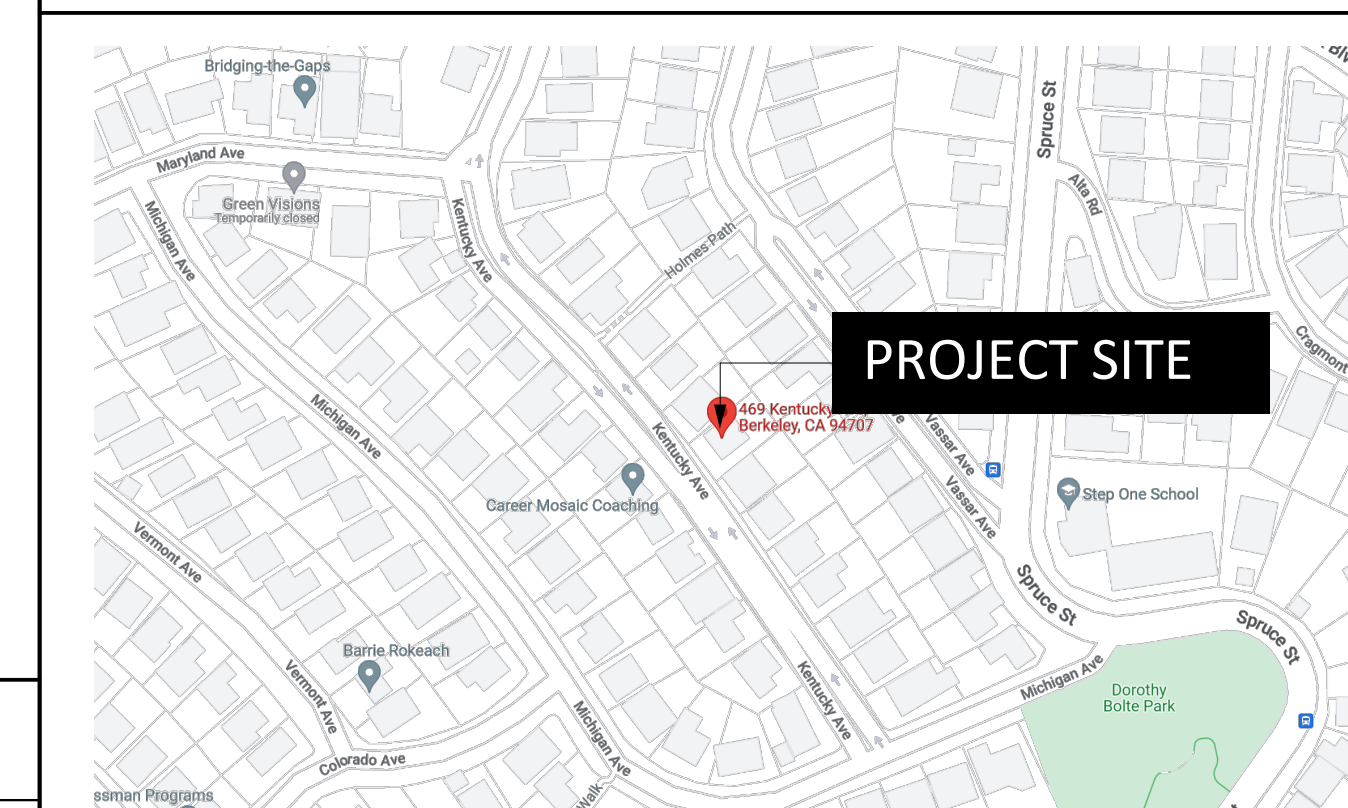 Bridging-the-Gaps
Maryland Ave
Green Visions
Temporarily closed
Michigan Ave
Kentucky Ave
Holmes Path
Spruce St
Alta Rd
PROJECT SITE
Cragmont
469 Kentucky
Berkeley, CA 94707
Michigan Ave
Kentucky Ave
Vassar Ave
Vassar Ave
Career Mosaic Coaching
Step One School
Vermont Ave
Spruce St
Spruce St
Barrie Rokeach
Vermont Ave
Kentucky Ave
Michigan Ave
Dorothy
Bolte Park
Michigan Ave
Colorado Ave
ssman Programs
Walk